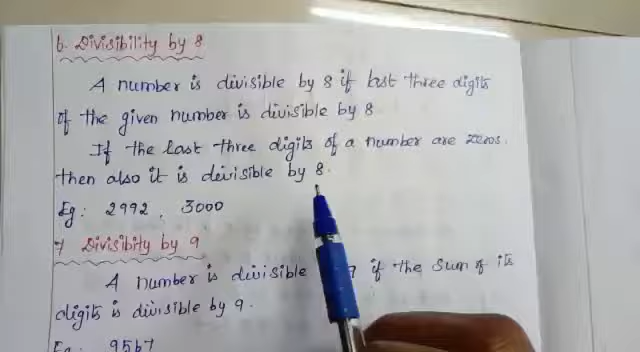 6. Divisibility by 8
A number is divisible by 8 if last three digits
of the given number is divisible by 8
If the last three digits of a number are zeros.
then also it is divisible by 8.
Eg: 2992, 3000
7 Divisibity by 9
A number is divisible if the sum of its
digits is divisible by 9.
Eg: 9567